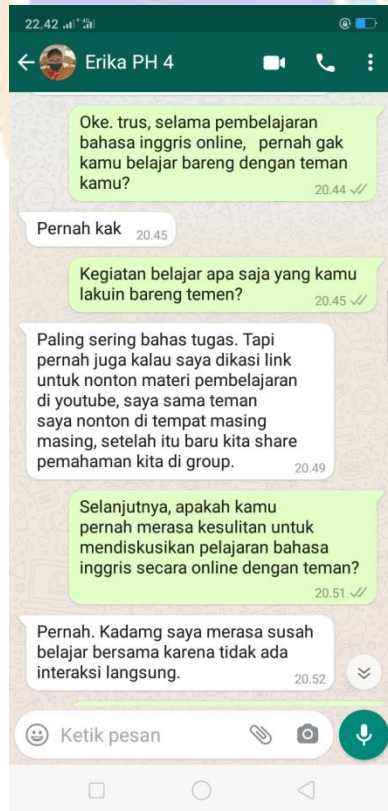 22.42
Erika PH 4
Oke. trus, selama pembelajaran
bahasa inggris online, pernah gak
kamu belajar bareng dengan teman
kamu?
20.44
Pernah kak
20.45
Kegiatan belajar apa saja yang kamu
lakuin bareng temen?
20.45
Paling sering bahas tugas. Tapi
pernah juga kalau saya dikasi link
untuk nonton materi pembelajaran
di youtube, saya sama teman
saya nonton di tempat masing
masing, setelah itu baru kita share
pemahaman kita di group.
20.49
Selanjutnya, apakah kamu
pernah merasa kesulitan untuk
mendiskusikan pelajaran bahasa
inggris secara online dengan teman?
20.51
Pernah. Kadamg saya merasa susah
belajar bersama karena tidak ada
interaksi langsung.
20.52
Ketik pesan